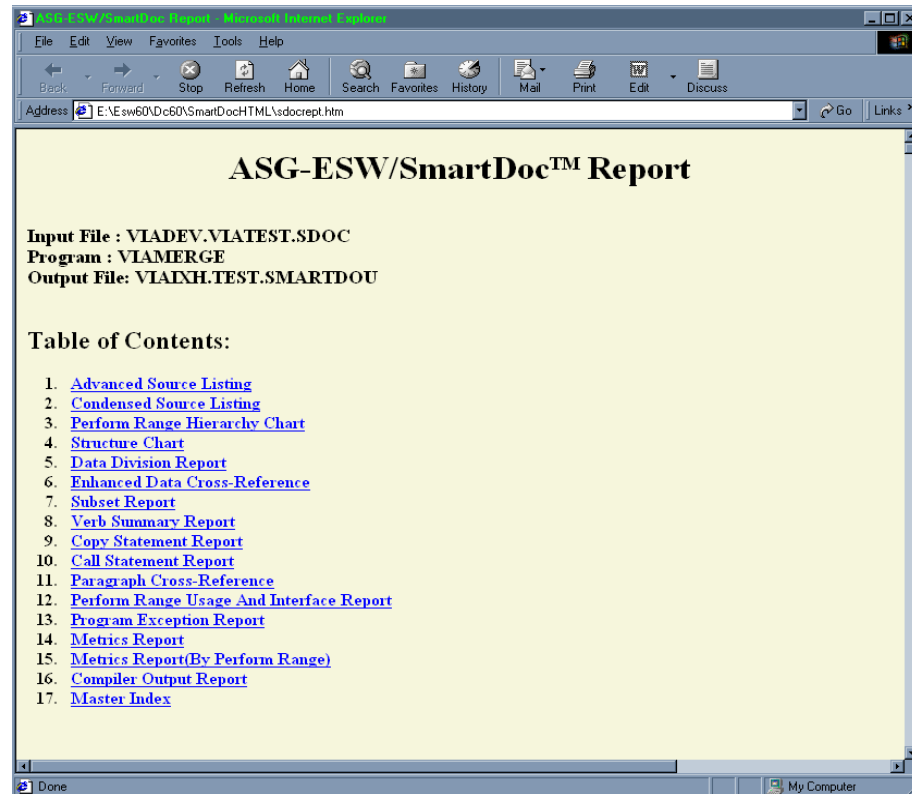 ASG-ESW/SmartDoc Report - Microsoft Internet Explorer
File Edit View Favorites Tools Help
Back Forward Stop Refresh Home Search Favorites History Mail Print Edit Discuss
Address E:\Esw60\Dc60\SmartDocHTML\sdocrept.htm Go Links
ASG-ESW/SmartDoc™ Report
Input File : VIADEV.VIATEST.SDOC
Program : VIAMERGE
Output File: VIAIXH.TEST.SMARTDOU
Table of Contents:
1. Advanced Source Listing
2. Condensed Source Listing
3. Perform Range Hierarchy Chart
4. Structure Chart
5. Data Division Report
6. Enhanced Data Cross-Reference
7. Subset Report
8. Verb Summary Report
9. Copy Statement Report
10. Call Statement Report
11. Paragraph Cross-Reference
12. Perform Range Usage And Interface Report
13. Program Exception Report
14. Metrics Report
15. Metrics Report(By Perform Range)
16. Compiler Output Report
17. Master Index
Done My Computer